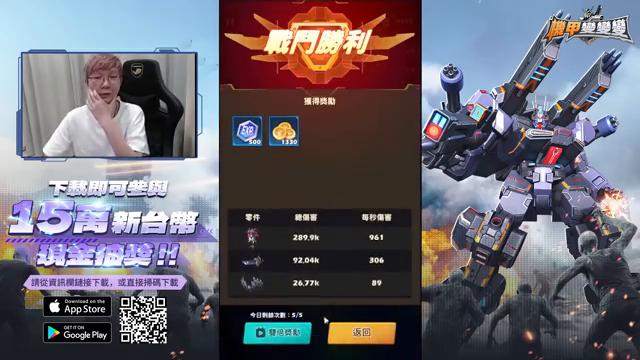 機甲變變變
戰鬥勝利
獲得獎勵
EXP
500
1330
零件 總傷害 每秒傷害
289.9k 961
92.04k 306
26.77k 89
今日剩餘次數：5/5
雙倍獎勵
返回
下載即可參與
15萬新台幣
現金抽獎!!
請從資訊欄鏈接下載，或直接掃碼下載
Download on the
App Store
GET IT ON
Google Play